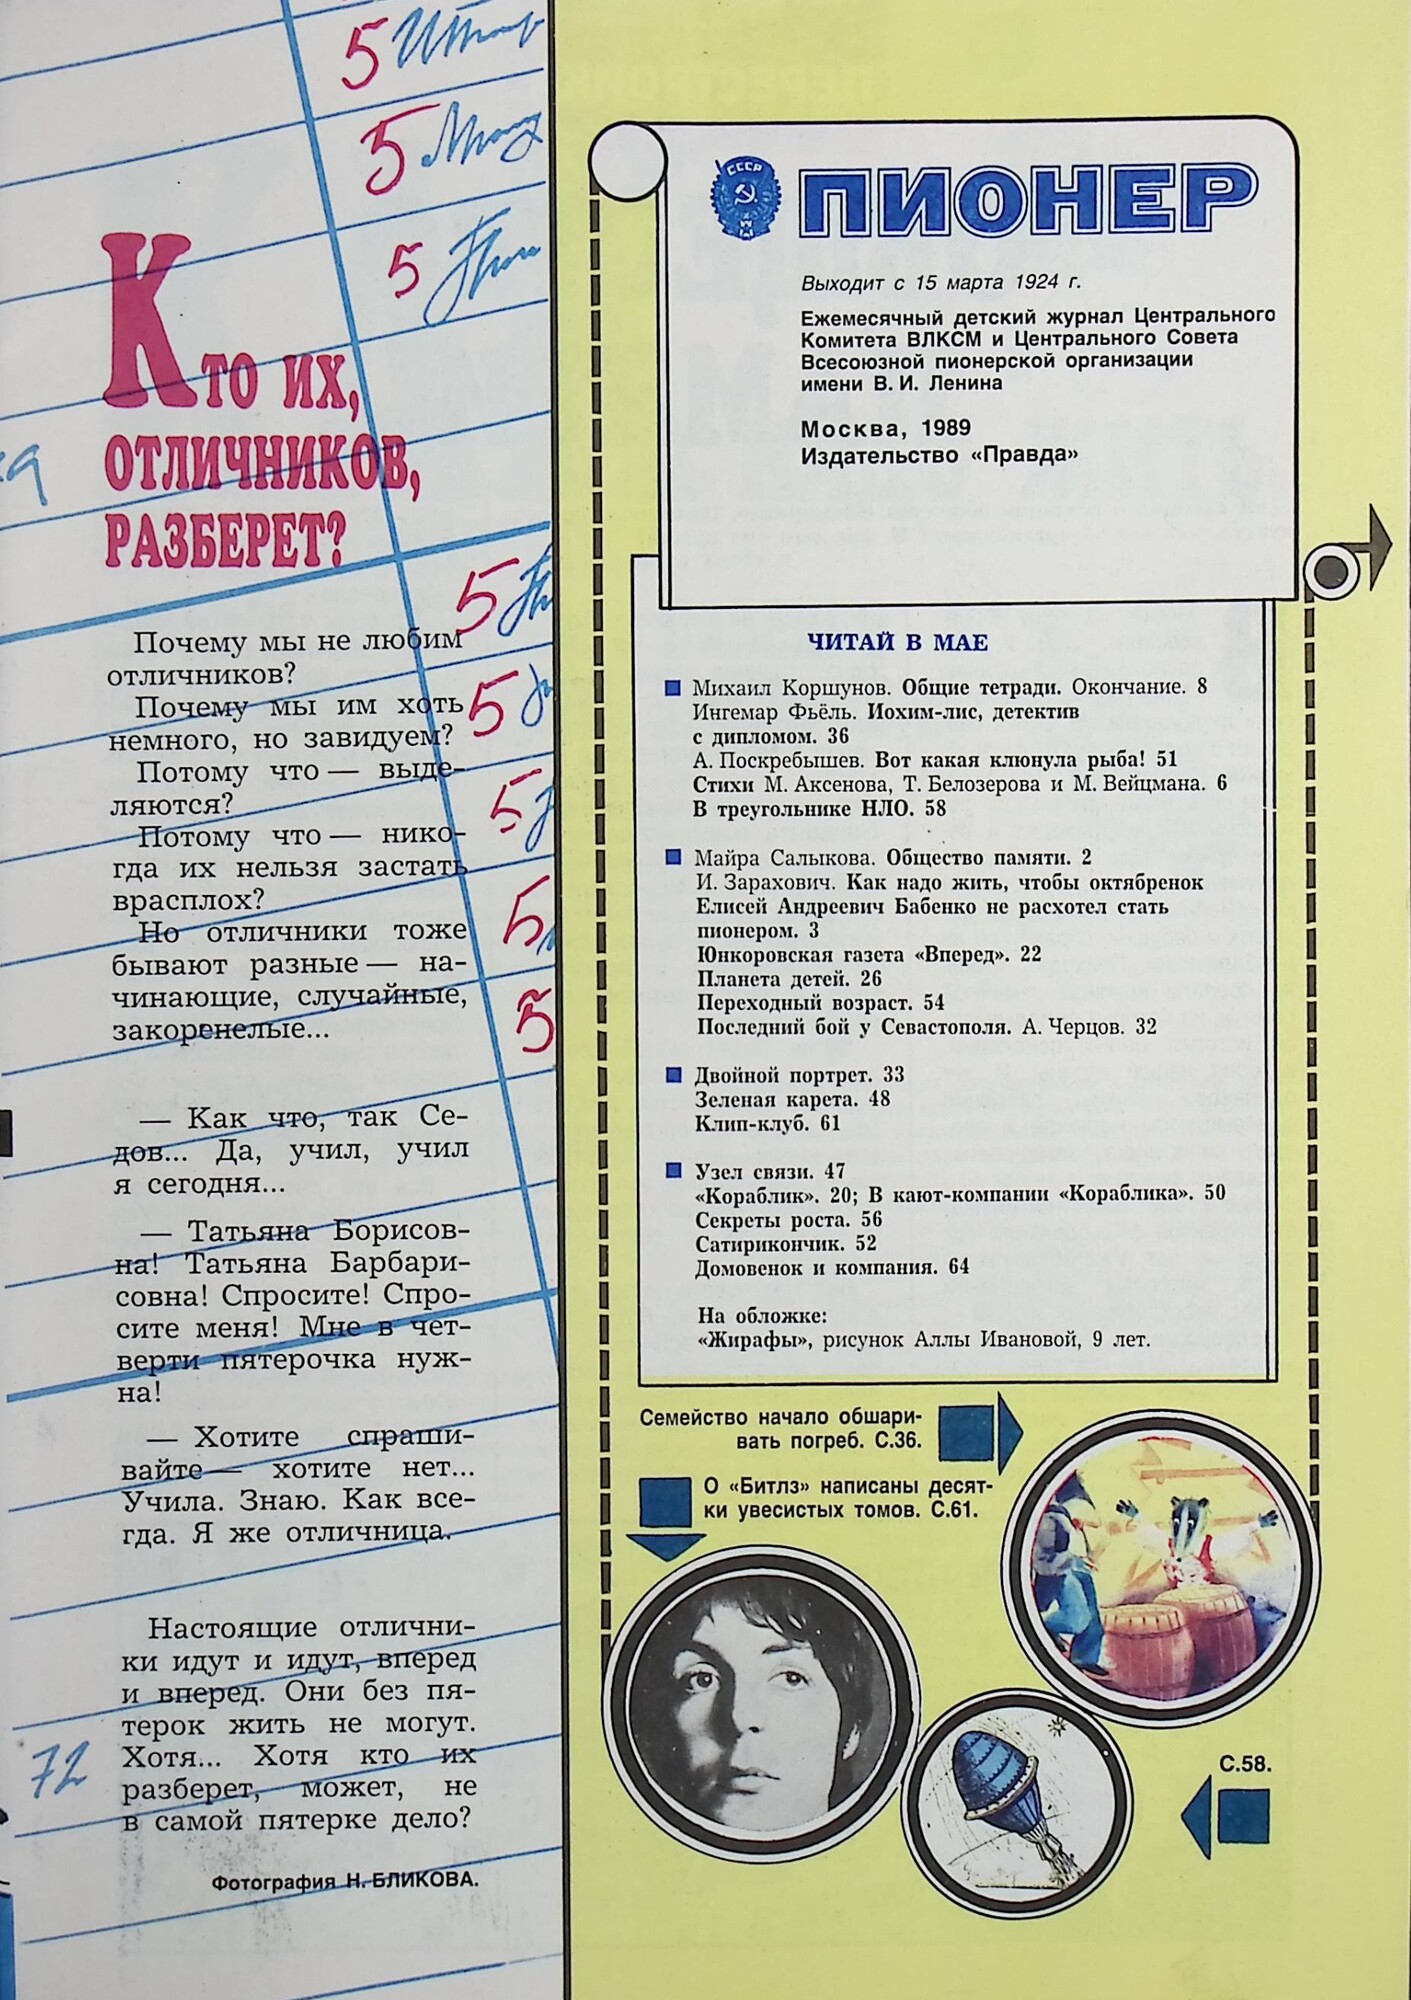 5
5
5
Кто их,
отличников,
разберет?
5
5
5
5
5
Почему мы не любим
отличников?
Почему мы им хоть
немного, но завидуем?
Потому что — выде-
ляются?
Потому что — нико-
гда их нельзя застать
врасплох?
Но отличники тоже
бывают разные — на-
чинающие, случайные,
закоренелые...
— Как что, так Се-
дов... Да, учил, учил
я сегодня...
— Татьяна Борисов-
на! Татьяна Барбари-
совна! Спросите! Спро-
сите меня! Мне в чет-
верти пятерочка нуж-
на!
— Хотите спраши-
вайте — хотите нет...
Учила. Знаю. Как все-
гда. Я же отличница.
Настоящие отлични-
ки идут и идут, вперед
и вперед. Они без пя-
терок жить не могут.
Хотя... Хотя кто их
разберет, может, не
в самой пятерке дело?
72
Фотография Н. БЛИКОВА.
СССР
ПИОНЕР
Выходит с 15 марта 1924 г.
Ежемесячный детский журнал Центрального
Комитета ВЛКСМ и Центрального Совета
Всесоюзной пионерской организации
имени В. И. Ленина
Москва, 1989
Издательство «Правда»
ЧИТАЙ В МАЕ
Михаил Коршунов. Общие тетради. Окончание. 8
Ингемар Фьёль. Иохим-лис, детектив
с дипломом. 36
А. Поскребышев. Вот какая клюнула рыба! 51
Стихи М. Аксенова, Т. Белозерова и М. Вейцмана. 6
В треугольнике НЛО. 58
Майра Салыкова. Общество памяти. 2
И. Зарахович. Как надо жить, чтобы октябренок
Елисей Андреевич Бабенко не расхотел стать
пионером. 3
Юнкоровская газета «Вперед». 22
Планета детей. 26
Переходный возраст. 54
Последний бой у Севастополя. А. Черцов. 32
Двойной портрет. 33
Зеленая карета. 48
Клип-клуб. 61
Узел связи. 47
«Кораблик». 20; В кают-компании «Кораблика». 50
Секреты роста. 56
Сатирикончик. 52
Домовенок и компания. 64
На обложке:
«Жирафы», рисунок Аллы Ивановой, 9 лет.
Семейство начало обшари-
вать погреб. С.36.
О «Битлз» написаны десят-
ки увесистых томов. С.61.
С.58.